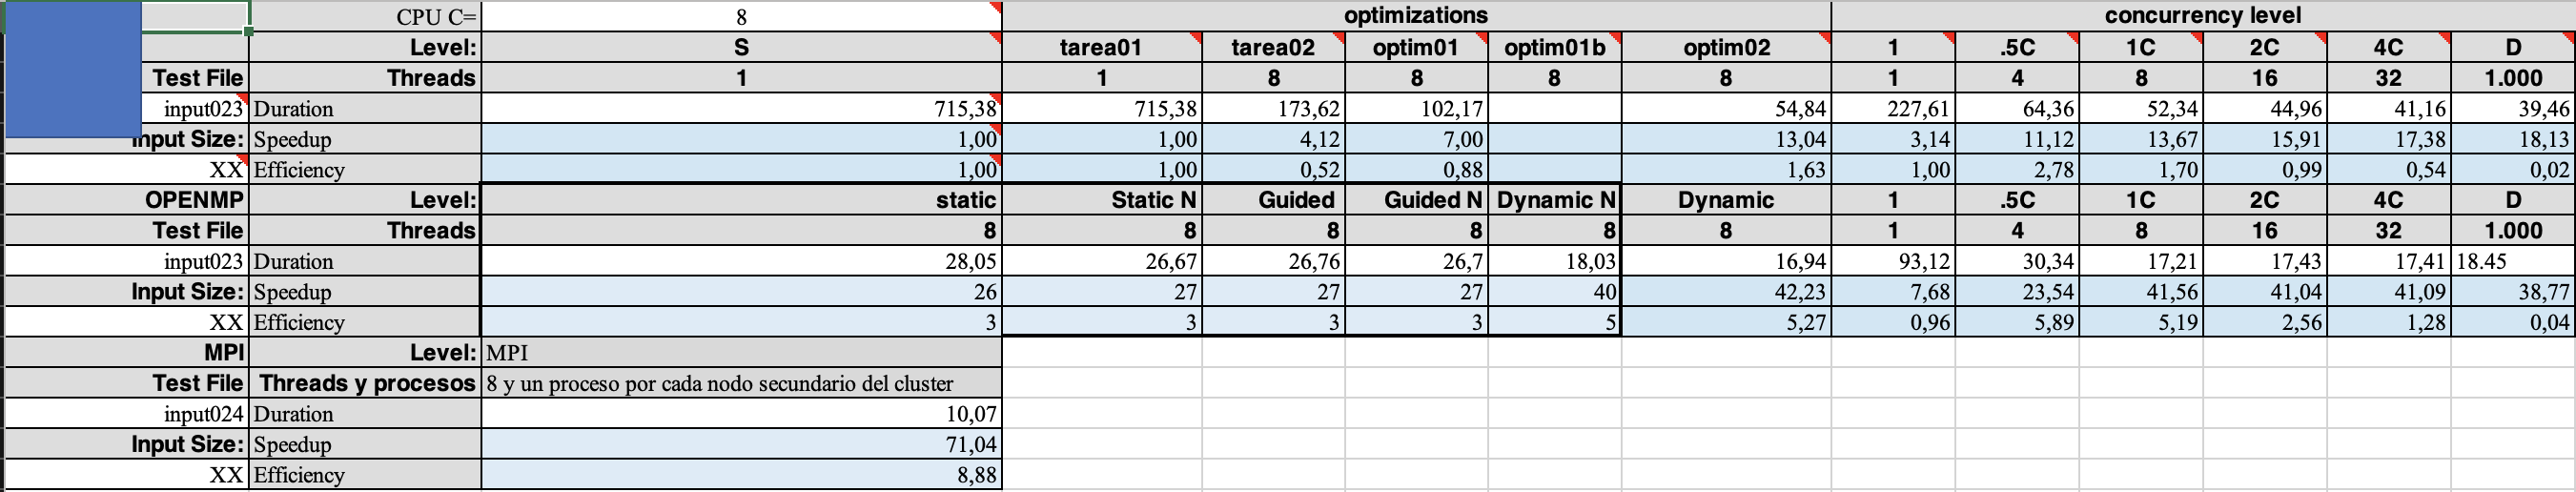 CPU C= 8 optimizations concurrency level
Level: S tarea01 tarea02 optim01 optim01b optim02 1 .5C 1C 2C 4C D
Test File Threads 1 1 8 8 8 8 1 4 8 16 32 1.000
input023 Duration 715,38 715,38 173,62 102,17 54,84 227,61 64,36 52,34 44,96 41,16 39,46
Input Size: Speedup 1,00 1,00 4,12 7,00 13,04 3,14 11,12 13,67 15,91 17,38 18,13
XX Efficiency 1,00 1,00 0,52 0,88 1,63 1,00 2,78 1,70 0,99 0,54 0,02
OPENMP Level: static Static N Guided Guided N Dynamic N Dynamic 1 .5C 1C 2C 4C D
Test File Threads 8 8 8 8 8 8 1 4 8 16 32 1.000
input023 Duration 28,05 26,67 26,76 26,7 18,03 16,94 93,12 30,34 17,21 17,43 17,41 18.45
Input Size: Speedup 26 27 27 27 40 42,23 7,68 23,54 41,56 41,04 41,09 38,77
XX Efficiency 3 3 3 3 5 5,27 0,96 5,89 5,19 2,56 1,28 0,04
MPI Level: MPI
Test File Threads y procesos 8 y un proceso por cada nodo secundario del cluster
input024 Duration 10,07
Input Size: Speedup 71,04
XX Efficiency 8,88